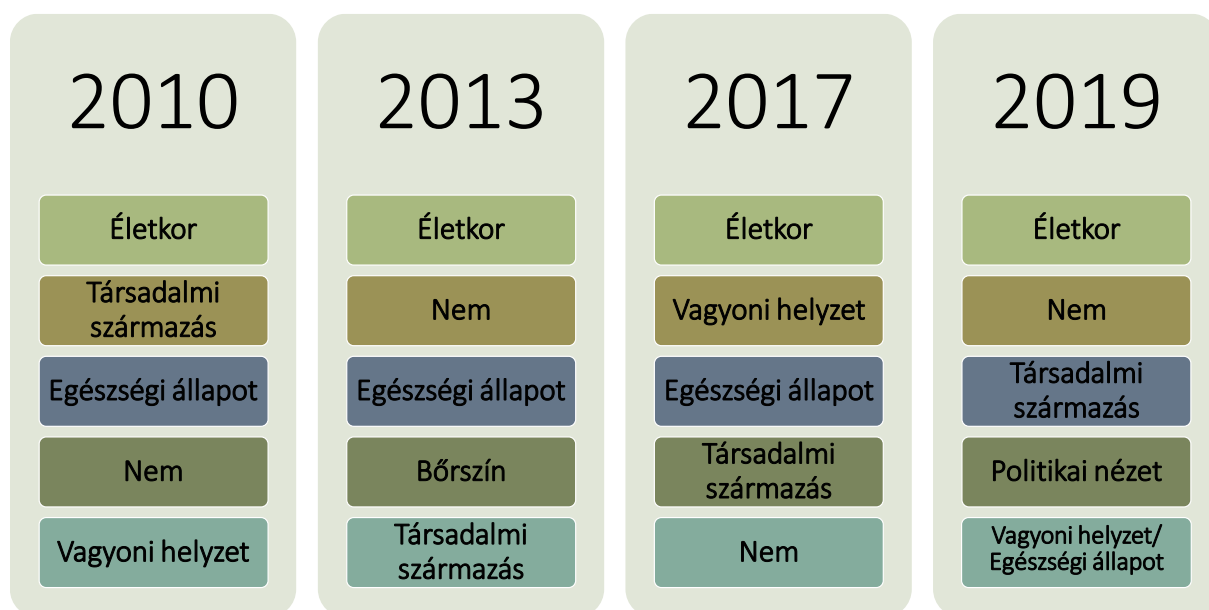 2010
Életkor
Társadalmi
származás
Egészségi állapot
Nem
Vagyoni helyzet
2013
Életkor
Nem
Egészségi állapot
Bőrszín
Társadalmi
származás
2017
Életkor
Vagyoni helyzet
Egészségi állapot
Társadalmi
származás
Nem
2019
Életkor
Nem
Társadalmi
származás
Politikai nézet
Vagyoni helyzet/
Egészségi állapot